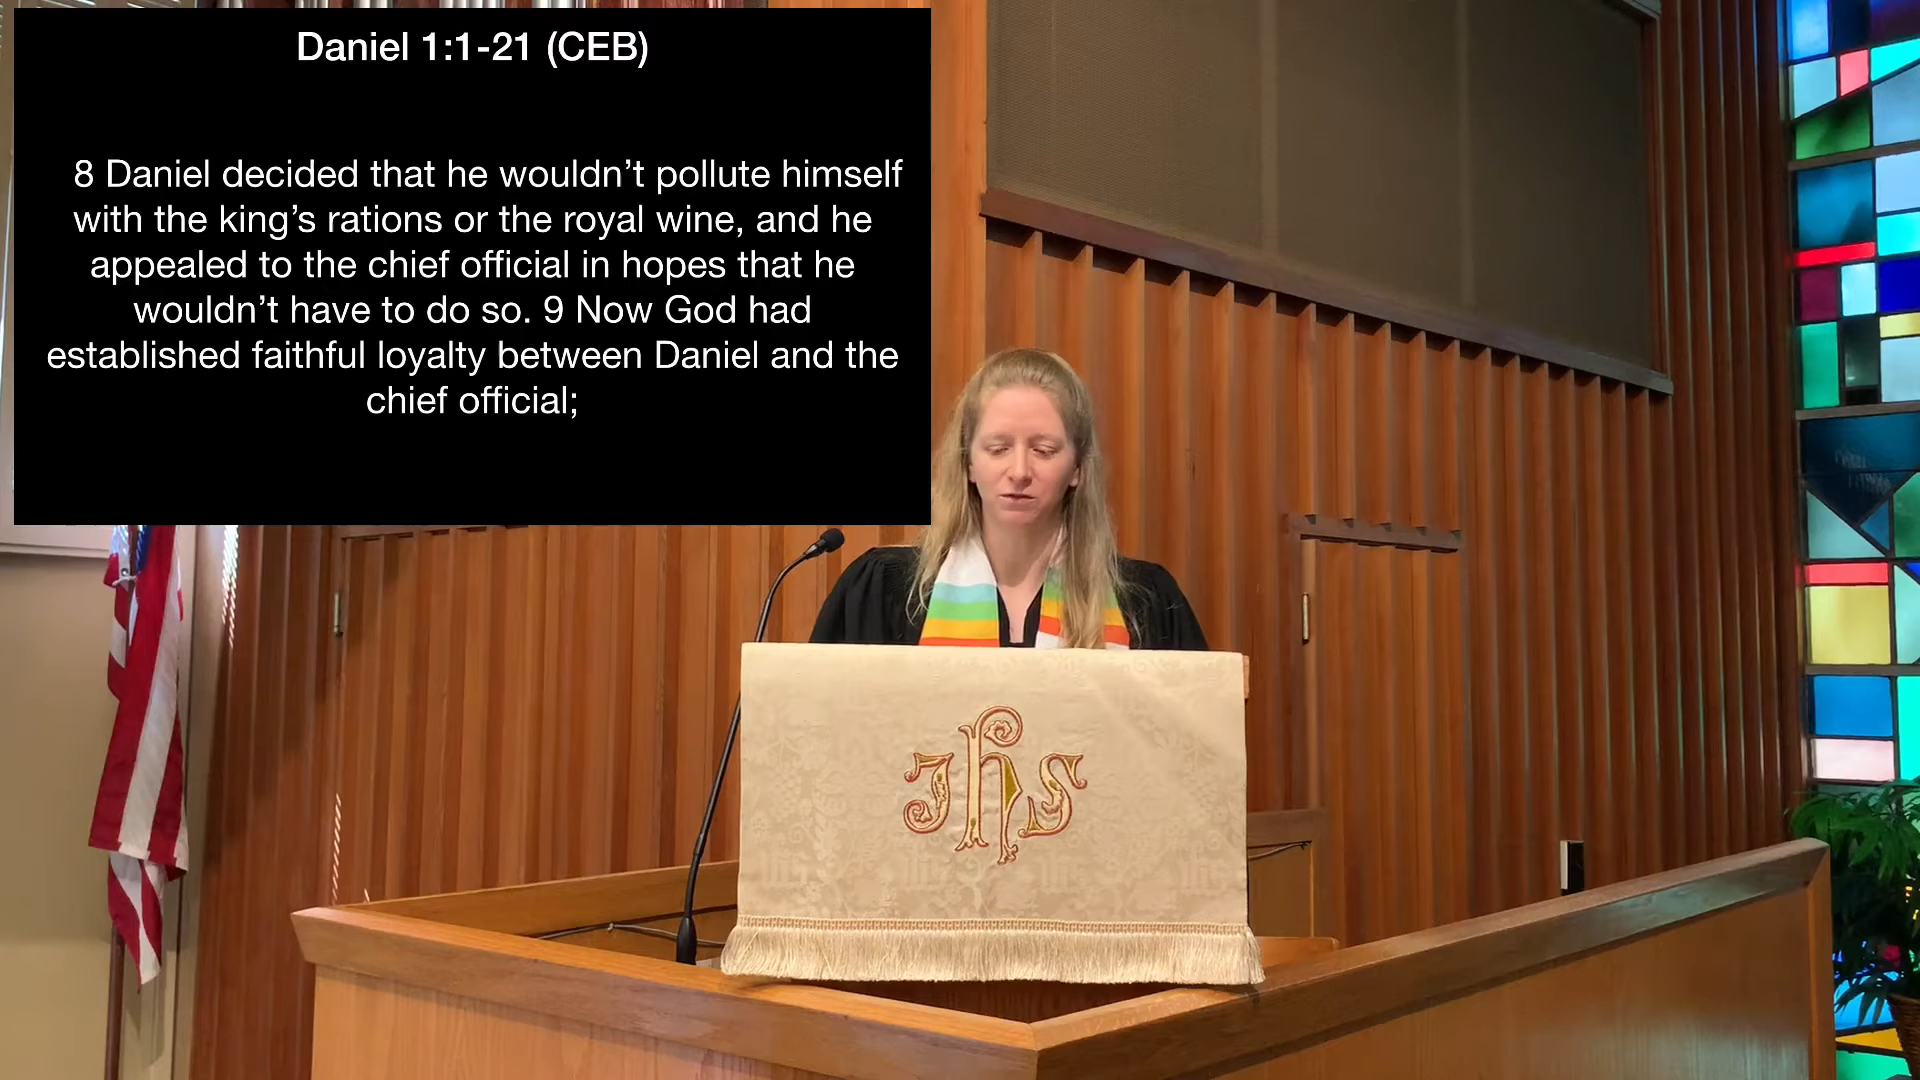 Daniel 1:1-21 (CEB)
8 Daniel decided that he wouldn’t pollute himself
with the king’s rations or the royal wine, and he
appealed to the chief official in hopes that he
wouldn’t have to do so. 9 Now God had
established faithful loyalty between Daniel and the
chief official;
JhS